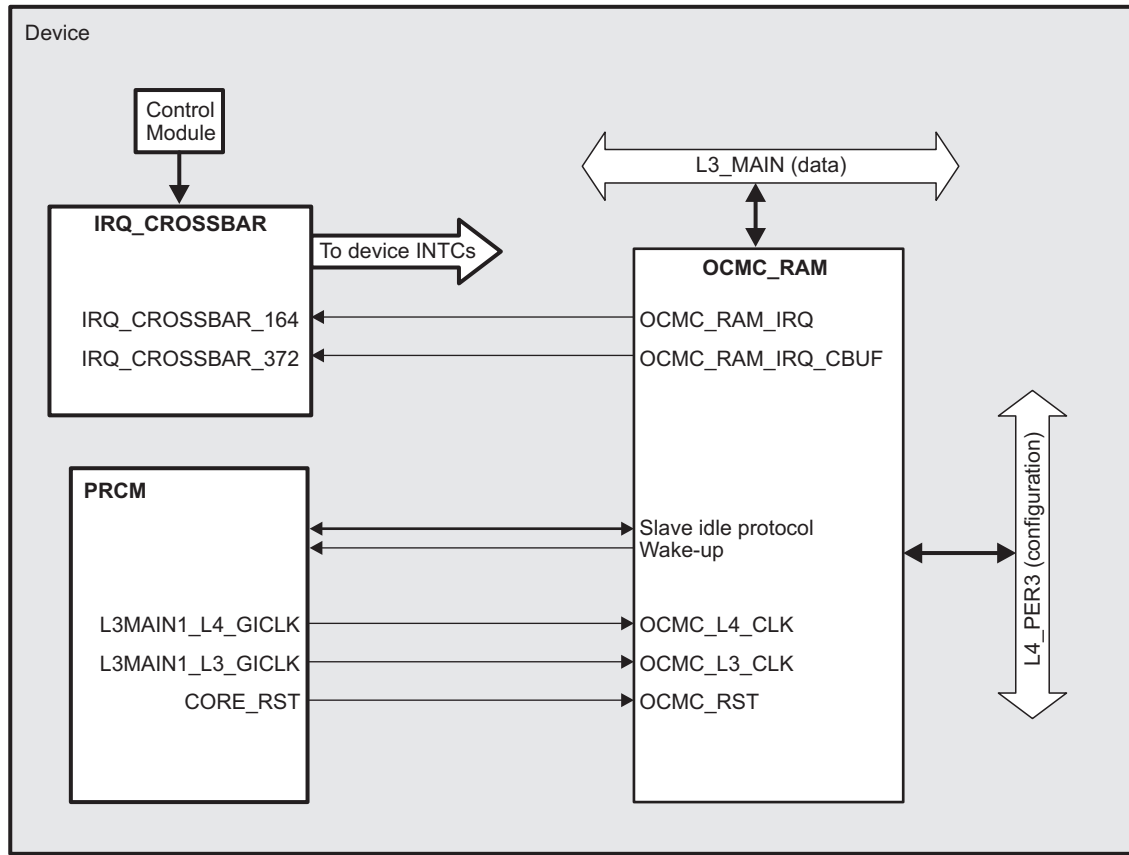 Device
Control
Module
L3_MAIN (data)
IRQ_CROSSBAR
To device INTCs
OCMC_RAM
IRQ_CROSSBAR_164
OCMC_RAM_IRQ
IRQ_CROSSBAR_372
OCMC_RAM_IRQ_CBUF
PRCM
Slave idle protocol
Wake-up
L4_PER3 (configuration)
L3MAIN1_L4_GICLK
OCMC_L4_CLK
L3MAIN1_L3_GICLK
OCMC_L3_CLK
CORE_RST
OCMC_RST